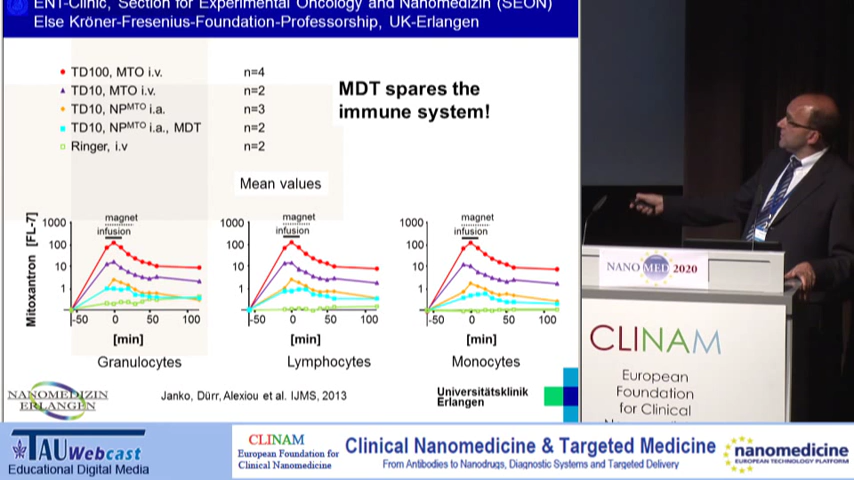 ENT-Clinic, Section for Experimental Oncology and Nanomedizin (SEON)
Else Kröner-Fresenius-Foundation-Professorship, UK-Erlangen
TD100, MTO i.v. n=4
TD10, MTO i.v. n=2
TD10, NPMTO i.a. n=3
TD10, NPMTO i.a., MDT n=2
Ringer, i.v n=2
MDT spares the
immune system!
Mean values
Mitoxantron [FL-7]
1000
100
10
1
magnet
infusion
-50 0 50 100
[min]
Granulocytes
1000
100
10
1
magnet
infusion
-50 0 50 100
[min]
Lymphocytes
1000
100
10
1
magnet
infusion
-50 0 50 100
[min]
Monocytes
NANOMEDIZIN
ERLANGEN
Janko, Dürr, Alexiou et al. IJMS, 2013
Universitätsklinik
Erlangen
NANOMED 2020
CLINAM
European
Foundation
for Clinical
TAU Webcast
Educational Digital Media
CLINAM
European Foundation for
Clinical Nanomedicine
Clinical Nanomedicine & Targeted Medicine
From Antibodies to Nanodrugs, Diagnostic Systems and Targeted Delivery
nanomedicine
EUROPEAN TECHNOLOGY PLATFORM